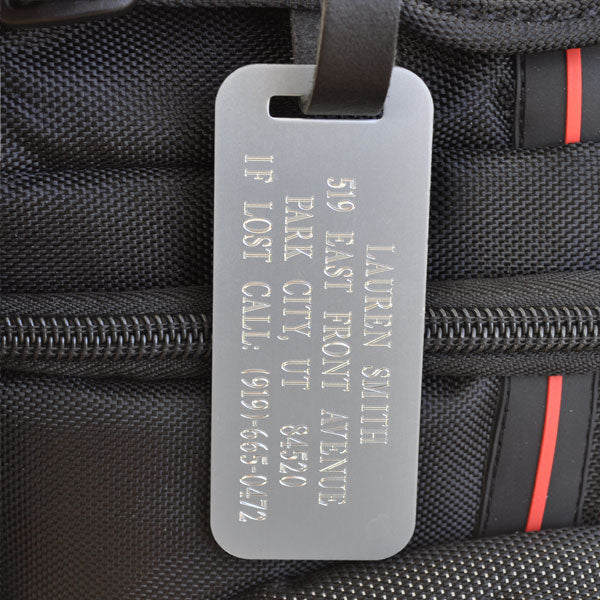 LAUREN SMITH
519 EAST FRONT AVENUE
PARK CITY, UT 84520
IF LOST CALL: (919)-665-0472